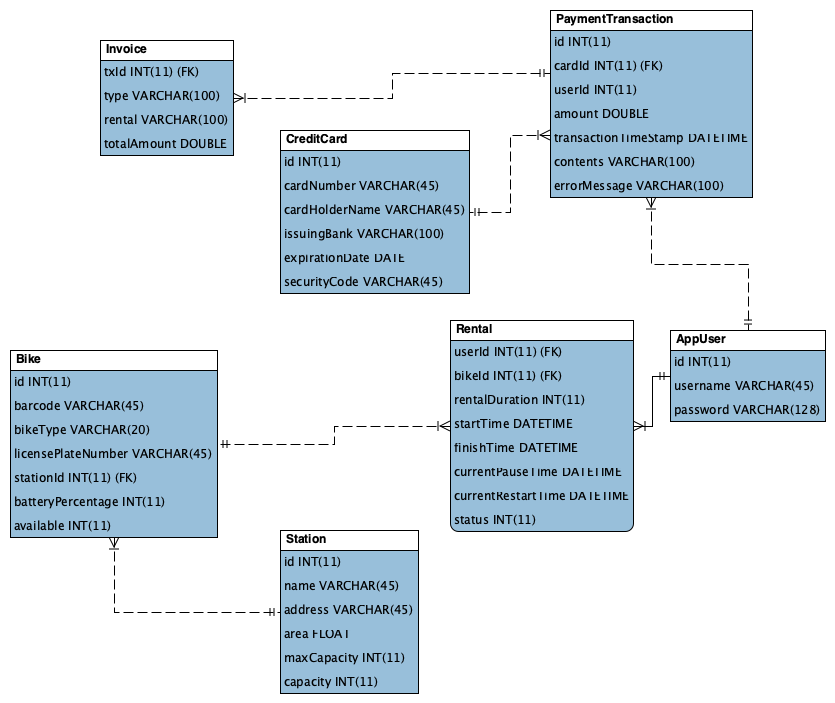 PaymentTransaction
id INT(11)
cardId INT(11) (FK)
userId INT(11)
amount DOUBLE
transactionTimeStamp DATETIME
contents VARCHAR(100)
errorMessage VARCHAR(100)
Invoice
txId INT(11) (FK)
type VARCHAR(100)
rental VARCHAR(100)
totalAmount DOUBLE
CreditCard
id INT(11)
cardNumber VARCHAR(45)
cardHolderName VARCHAR(45)
issuingBank VARCHAR(100)
expirationDate DATE
securityCode VARCHAR(45)
Rental
userId INT(11) (FK)
bikeId INT(11) (FK)
rentalDuration INT(11)
startTime DATETIME
finishTime DATETIME
currentPauseTime DATETIME
currentRestartTime DATETIME
status INT(11)
AppUser
id INT(11)
username VARCHAR(45)
password VARCHAR(128)
Bike
id INT(11)
barcode VARCHAR(45)
bikeType VARCHAR(20)
licensePlateNumber VARCHAR(45)
stationId INT(11) (FK)
batteryPercentage INT(11)
available INT(11)
Station
id INT(11)
name VARCHAR(45)
address VARCHAR(45)
area FLOAT
maxCapacity INT(11)
capacity INT(11)